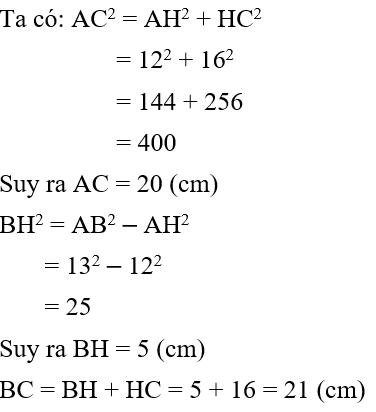 Ta có: AC² = AH² + HC²
= 12² + 16²
= 144 + 256
= 400
Suy ra AC = 20 (cm)
BH² = AB² – AH²
= 13² – 12²
= 25
Suy ra BH = 5 (cm)
BC = BH + HC = 5 + 16 = 21 (cm)